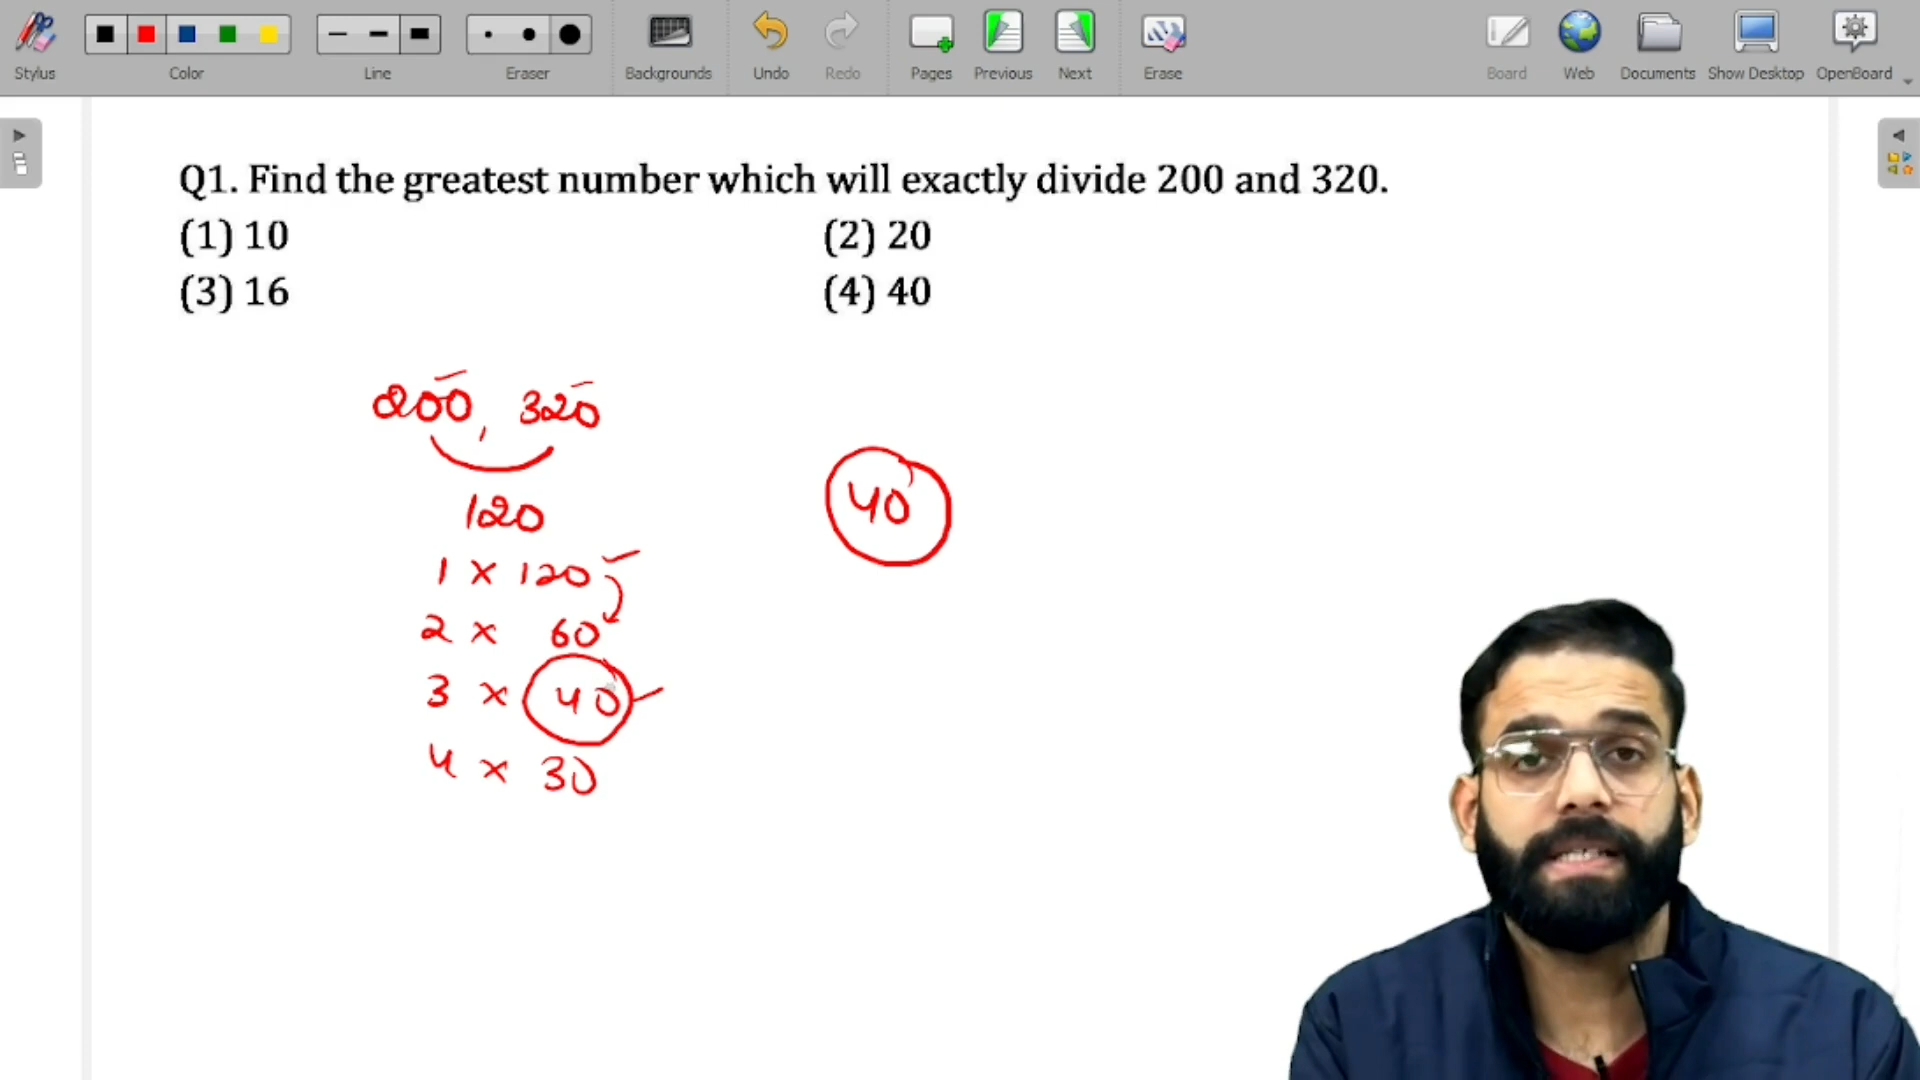 Stylus Color Line Eraser Backgrounds Undo Redo Pages Previous Next Erase Board Web Documents Show Desktop OpenBoard
Q1. Find the greatest number which will exactly divide 200 and 320.
(1) 10 (2) 20
(3) 16 (4) 40
200, 320
120
40
1 × 120
2 × 60
3 × 40
4 × 30